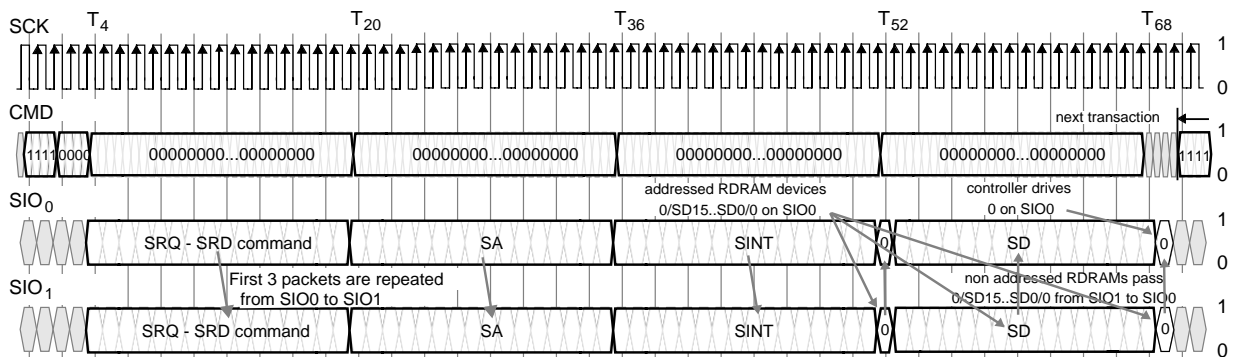 T4 T20 T36 T52 T68
SCK
1
0
CMD
next transaction
1111 0000 00000000...00000000 00000000...00000000 00000000...00000000 00000000...00000000 1111
1
0
SIO0
addressed RDRAM devices
0/SD15..SD0/0 on SIO0
controller drives
0 on SIO0
SRQ - SRD command SA SINT 0 SD 0
1
0
First 3 packets are repeated
from SIO0 to SIO1
non addressed RDRAMs pass
0/SD15..SD0/0 from SIO1 to SIO0
SIO1
SRQ - SRD command SA SINT 0 SD 0
1
0